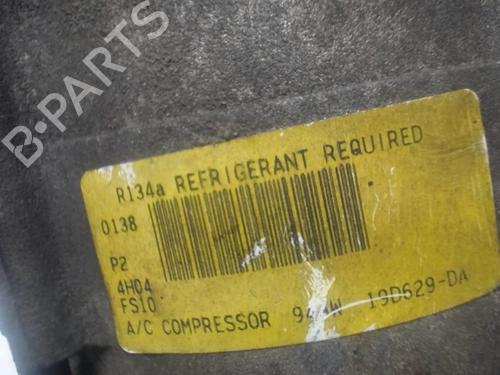 B-PARTS
R134a REFRIGERANT REQUIRED
0138
P2
4H04
FS10
A/C COMPRESSOR 19D629-DA